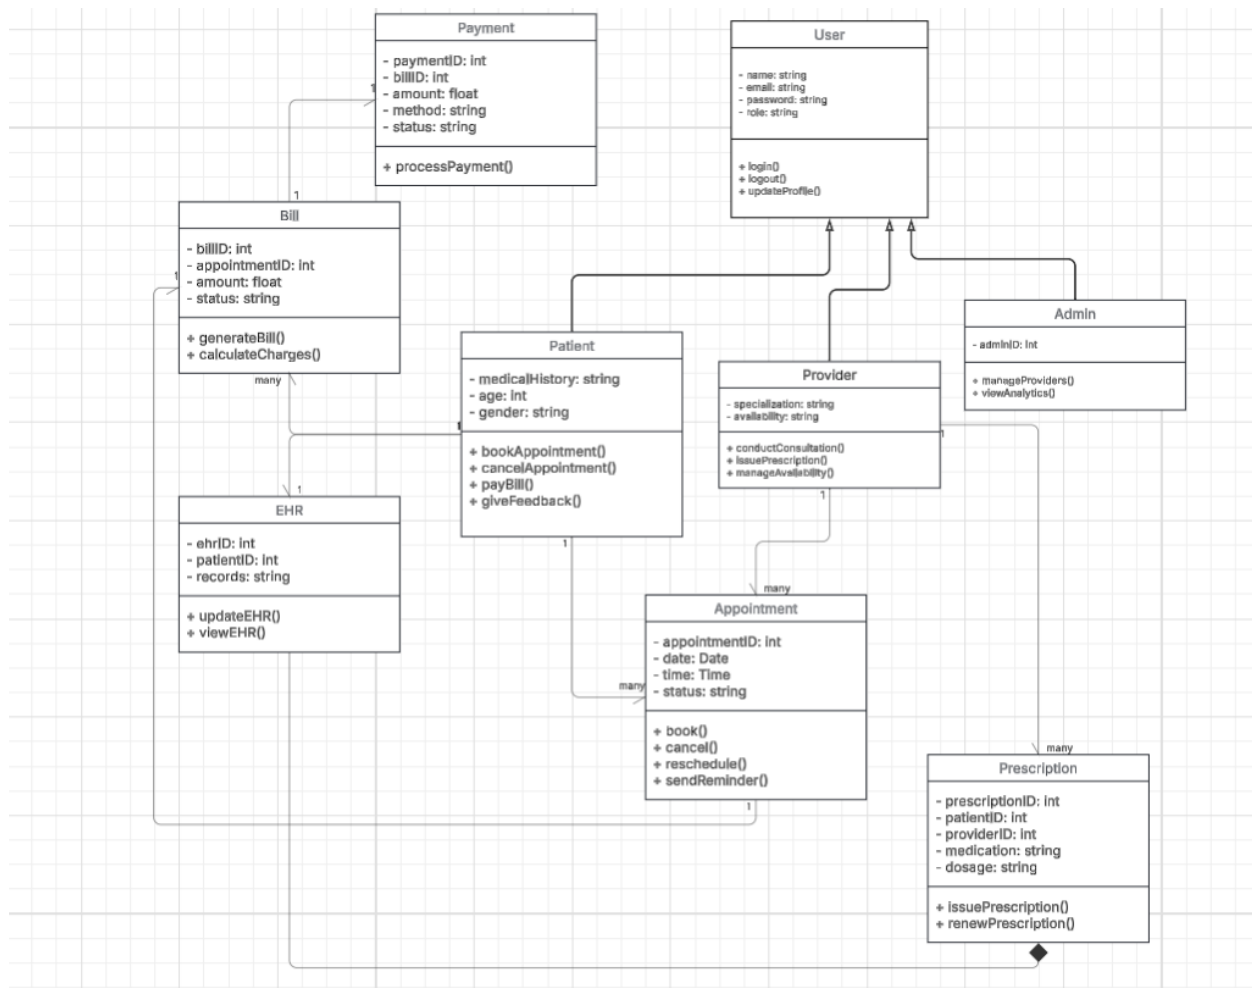 Payment
- paymentID: int
- billID: int
- amount: float
- method: string
- status: string
+ processPayment()
User
- name: string
- email: string
- password: string
- role: string
+ login()
+ logout()
+ updateProfile()
1
1
Bill
- billID: int
- appointmentID: int
- amount: float
- status: string
+ generateBill()
+ calculateCharges()
1
many
Patient
- medicalHistory: string
- age: int
- gender: string
+ bookAppointment()
+ cancelAppointment()
+ payBill()
+ giveFeedback()
1
1
Provider
- specialization: string
- availability: string
+ conductConsultation()
+ issuePrescription()
+ manageAvailability()
1
1
Admin
- adminID: int
+ manageProviders()
+ viewAnalytics()
1
EHR
- ehrID: int
- patientID: int
- records: string
+ updateEHR()
+ viewEHR()
many
many
Appointment
- appointmentID: int
- date: Date
- time: Time
- status: string
+ book()
+ cancel()
+ reschedule()
+ sendReminder()
1
many
Prescription
- prescriptionID: int
- patientID: int
- providerID: int
- medication: string
- dosage: string
+ issuePrescription()
+ renewPrescription()